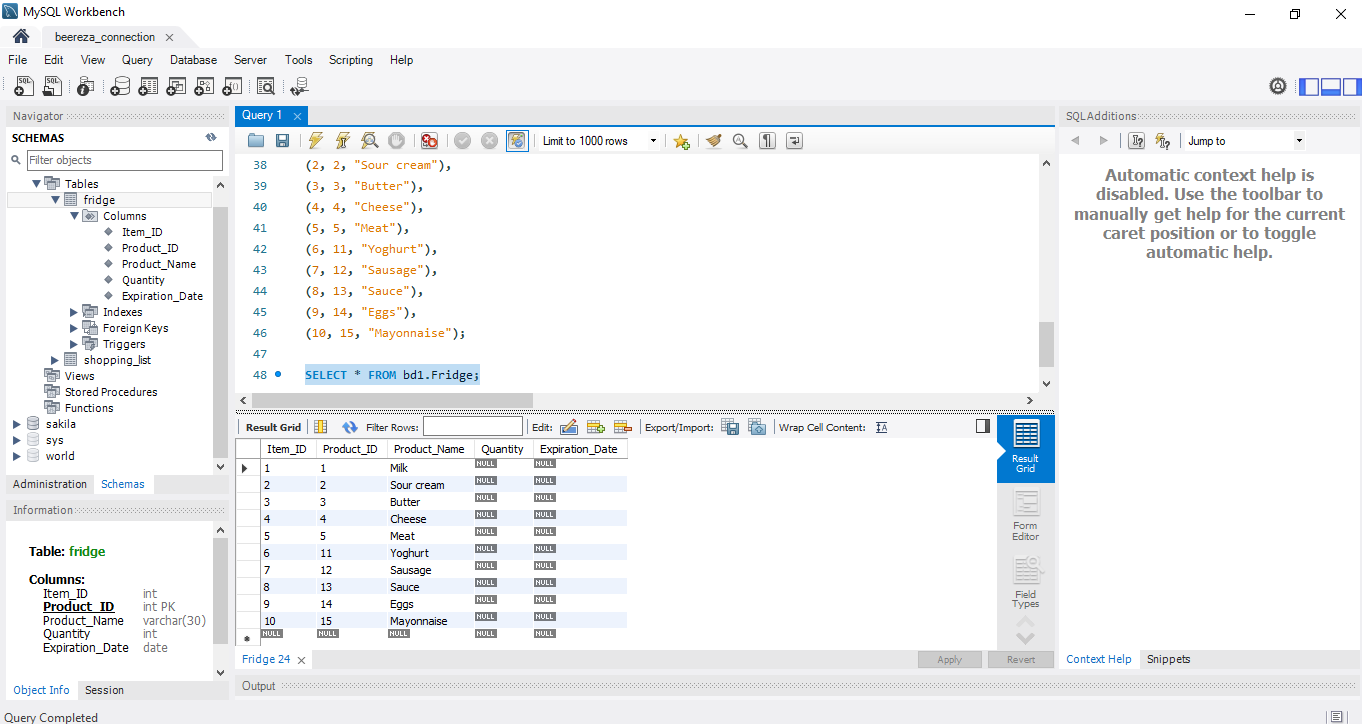 MySQL Workbench
beereza_connection
File Edit View Query Database Server Tools Scripting Help
Navigator
SCHEMAS
Filter objects
Tables
fridge
Columns
Item_ID
Product_ID
Product_Name
Quantity
Expiration_Date
Indexes
Foreign Keys
Triggers
shopping_list
Views
Stored Procedures
Functions
sakila
sys
world
Administration Schemas
Information
Table: fridge
Columns:
Item_ID int
Product_ID int PK
Product_Name varchar(30)
Quantity int
Expiration_Date date
Object Info Session
Query Completed
Query 1
Limit to 1000 rows
38 (2, 2, "Sour cream"),
39 (3, 3, "Butter"),
40 (4, 4, "Cheese"),
41 (5, 5, "Meat"),
42 (6, 11, "Yoghurt"),
43 (7, 12, "Sausage"),
44 (8, 13, "Sauce"),
45 (9, 14, "Eggs"),
46 (10, 15, "Mayonnaise");
47
48 SELECT * FROM bd1.Fridge;
Result Grid Filter Rows: Edit: Export/Import: Wrap Cell Content:
Item_ID Product_ID Product_Name Quantity Expiration_Date
1 1 Milk NULL NULL
2 2 Sour cream NULL NULL
3 3 Butter NULL NULL
4 4 Cheese NULL NULL
5 5 Meat NULL NULL
6 11 Yoghurt NULL NULL
7 12 Sausage NULL NULL
8 13 Sauce NULL NULL
9 14 Eggs NULL NULL
10 15 Mayonnaise NULL NULL
NULL NULL NULL NULL NULL
Result
Grid
Form
Editor
Field
Types
Fridge 24
Apply Revert
Output
SQLAdditions
Jump to
Automatic context help is
disabled. Use the toolbar to
manually get help for the current
caret position or to toggle
automatic help.
Context Help Snippets